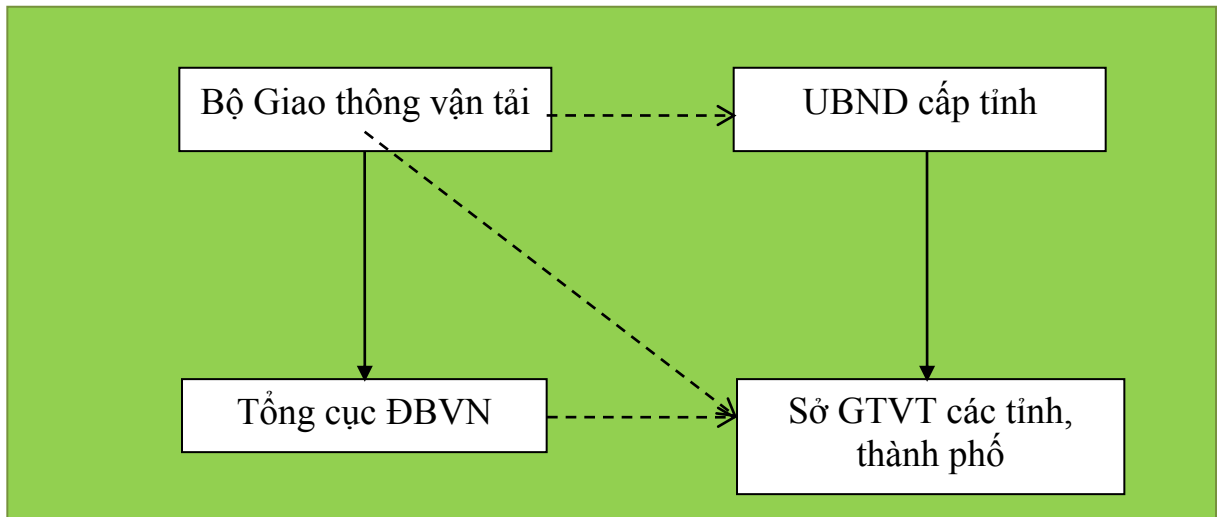 Bộ Giao thông vận tải
UBND cấp tỉnh
Tổng cục ĐBVN
Sở GTVT các tỉnh,
thành phố